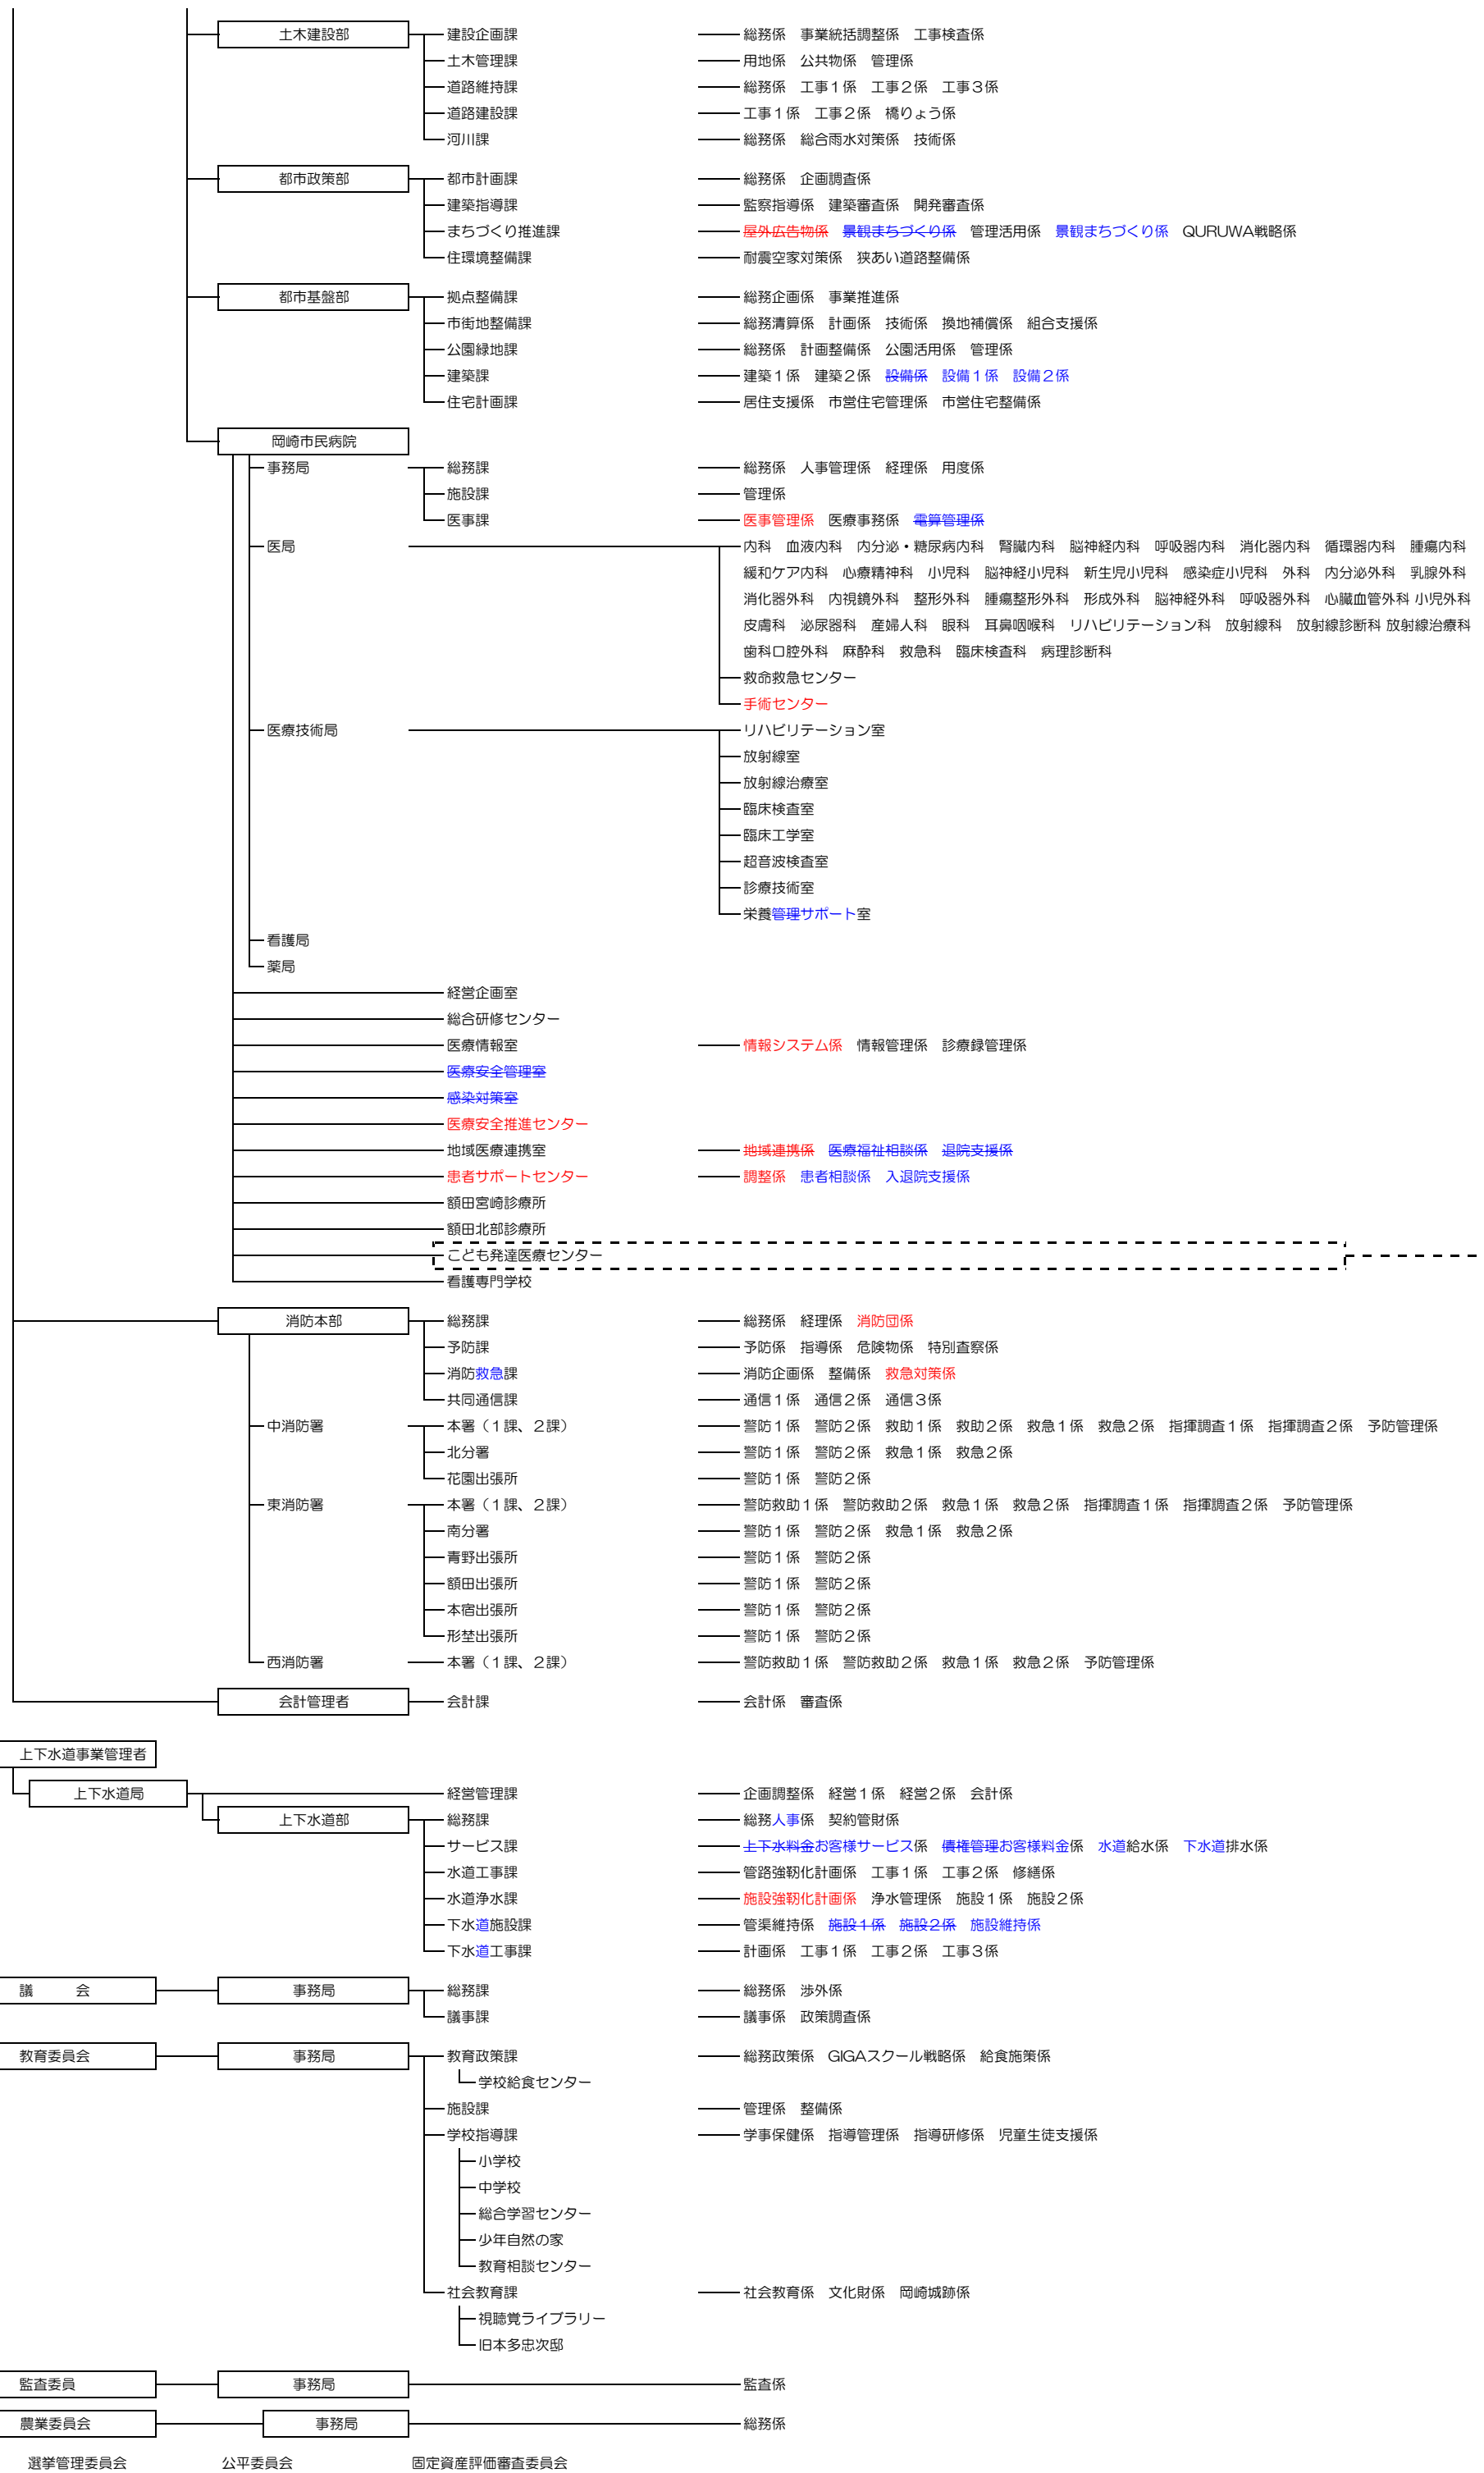 土木建設部 建設企画課 総務係 事業統括調整係 工事検査係
土木管理課 用地係 公共物係 管理係
道路維持課 総務係 工事１係 工事２係 工事３係
道路建設課 工事１係 工事２係 橋りょう係
河川課 総務係 総合雨水対策係 技術係
都市政策部 都市計画課 総務係 企画調査係
建築指導課 監察指導係 建築審査係 開発審査係
まちづくり推進課 屋外広告物係 景観まちづくり係 管理活用係 景観まちづくり係 QURUWA戦略係
住環境整備課 耐震空家対策係 狭あい道路整備係
都市基盤部 拠点整備課 総務企画係 事業推進係
市街地整備課 総務清算係 計画係 技術係 換地補償係 組合支援係
公園緑地課 総務係 計画整備係 公園活用係 管理係
建築課 建築１係 建築２係 設備係 設備１係 設備２係
住宅計画課 居住支援係 市営住宅管理係 市営住宅整備係
岡崎市民病院
事務局 総務課 総務係 人事管理係 経理係 用度係
施設課 管理係
医事課 医事管理係 医療事務係 電算管理係
医局 内科 血液内科 内分泌・糖尿病内科 腎臓内科 脳神経内科 呼吸器内科 消化器内科 循環器内科 腫瘍内科
緩和ケア内科 心療精神科 小児科 脳神経小児科 新生児小児科 感染症小児科 外科 内分泌外科 乳腺外科
消化器外科 内視鏡外科 整形外科 腫瘍整形外科 形成外科 脳神経外科 呼吸器外科 心臓血管外科 小児外科
皮膚科 泌尿器科 産婦人科 眼科 耳鼻咽喉科 リハビリテーション科 放射線科 放射線診断科 放射線治療科
歯科口腔外科 麻酔科 救急科 臨床検査科 病理診断科
救命救急センター
手術センター
医療技術局 リハビリテーション室
放射線室
放射線治療室
臨床検査室
臨床工学室
超音波検査室
診療技術室
栄養管理サポート室
看護局
薬局
経営企画室
総合研修センター
医療情報室 情報システム係 情報管理係 診療録管理係
医療安全管理室
感染対策室
医療安全推進センター
地域医療連携室 地域連携係 医療福祉相談係 退院支援係
患者サポートセンター 調整係 患者相談係 入退院支援係
額田宮崎診療所
額田北部診療所
こども発達医療センター
看護専門学校
消防本部 総務課 総務係 経理係 消防団係
予防課 予防係 指導係 危険物係 特別査察係
消防救急課 消防企画係 整備係 救急対策係
共同通信課 通信１係 通信２係 通信３係
中消防署 本署（１課、２課） 警防１係 警防２係 救助１係 救助２係 救急１係 救急２係 指揮調査１係 指揮調査２係 予防管理係
北分署 警防１係 警防２係 救急１係 救急２係
花園出張所 警防１係 警防２係
東消防署 本署（１課、２課） 警防救助１係 警防救助２係 救急１係 救急２係 指揮調査１係 指揮調査２係 予防管理係
南分署 警防１係 警防２係 救急１係 救急２係
青野出張所 警防１係 警防２係
額田出張所 警防１係 警防２係
本宿出張所 警防１係 警防２係
形埜出張所 警防１係 警防２係
西消防署 本署（１課、２課） 警防救助１係 警防救助２係 救急１係 救急２係 予防管理係
会計管理者 会計課 会計係 審査係
上下水道事業管理者
上下水道局 経営管理課 企画調整係 経営１係 経営２係 会計係
上下水道部 総務課 総務人事係 契約管財係
サービス課 上下水料金お客様サービス係 債権管理お客様料金係 水道給水係 下水道排水係
水道工事課 管路強靭化計画係 工事１係 工事２係 修繕係
水道浄水課 施設強靭化計画係 浄水管理係 施設１係 施設２係
下水道施設課 管渠維持係 施設１係 施設２係 施設維持係
下水道工事課 計画係 工事１係 工事２係 工事３係
議 会 事務局 総務課 総務係 渉外係
議事課 議事係 政策調査係
教育委員会 事務局 教育政策課 総務政策係 GIGAスクール戦略係 給食施策係
学校給食センター
施設課 管理係 整備係
学校指導課 学事保健係 指導管理係 指導研修係 児童生徒支援係
小学校
中学校
総合学習センター
少年自然の家
教育相談センター
社会教育課 社会教育係 文化財係 岡崎城跡係
視聴覚ライブラリー
旧本多忠次邸
監査委員 事務局 監査係
農業委員会 事務局 総務係
選挙管理委員会 公平委員会 固定資産評価審査委員会